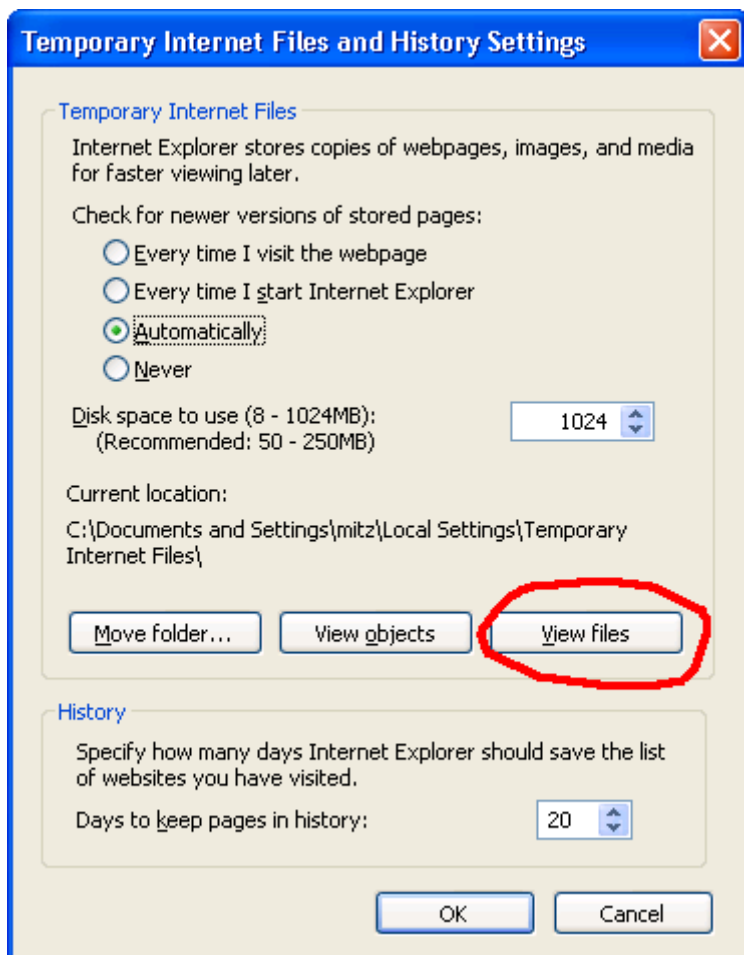 Temporary Internet Files and History Settings
Temporary Internet Files
Internet Explorer stores copies of webpages, images, and media
for faster viewing later.
Check for newer versions of stored pages:
Every time I visit the webpage
Every time I start Internet Explorer
Automatically
Never
Disk space to use (8 - 1024MB): 1024
(Recommended: 50 - 250MB)
Current location:
C:\Documents and Settings\mitz\Local Settings\Temporary
Internet Files\
Move folder... View objects View files
History
Specify how many days Internet Explorer should save the list
of websites you have visited.
Days to keep pages in history: 20
OK Cancel